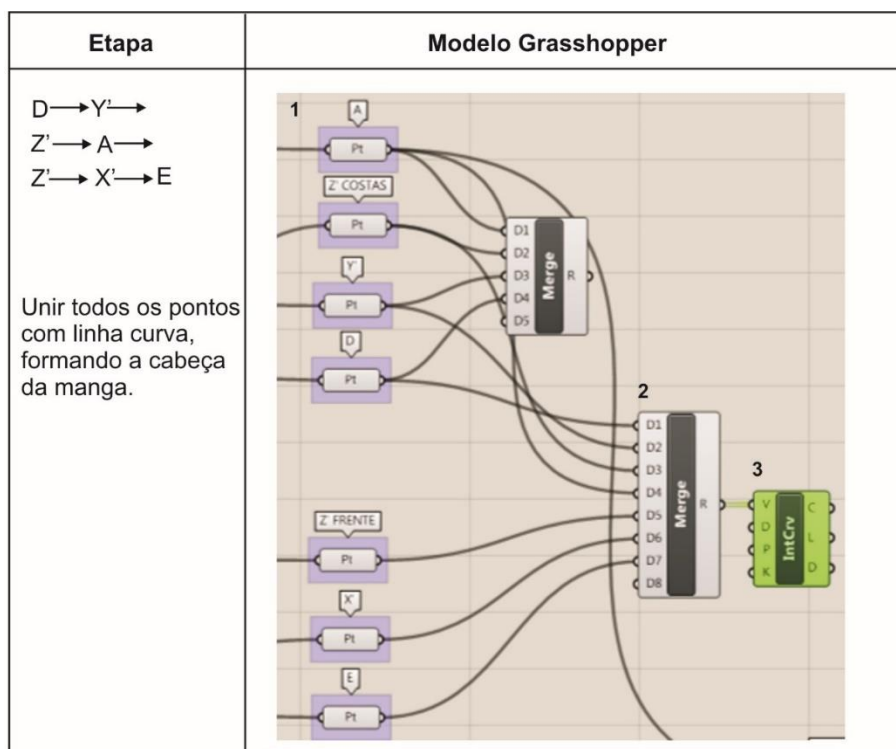 Etapa
Modelo Grasshopper
D→Y'→
Z'→A→
Z'→X'→E
Unir todos os pontos
com linha curva,
formando a cabeça
da manga.
1
A
Pt
Z' COSTAS
Pt
Y'
Pt
D
Pt
D1
D2
D3
D4
D5
Merge
R
2
D1
D2
D3
D4
D5
D6
D7
D8
Merge
R
3
V
D
P
K
IntCrv
C
L
D
Z' FRENTE
Pt
X'
Pt
E
Pt